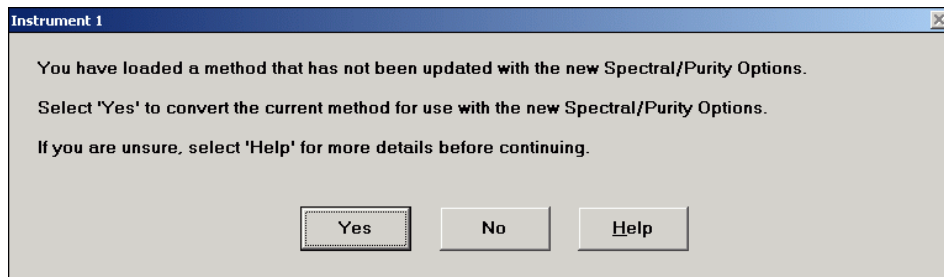 Instrument 1
You have loaded a method that has not been updated with the new Spectral/Purity Options.
Select 'Yes' to convert the current method for use with the new Spectral/Purity Options.
If you are unsure, select 'Help' for more details before continuing.
Yes No Help